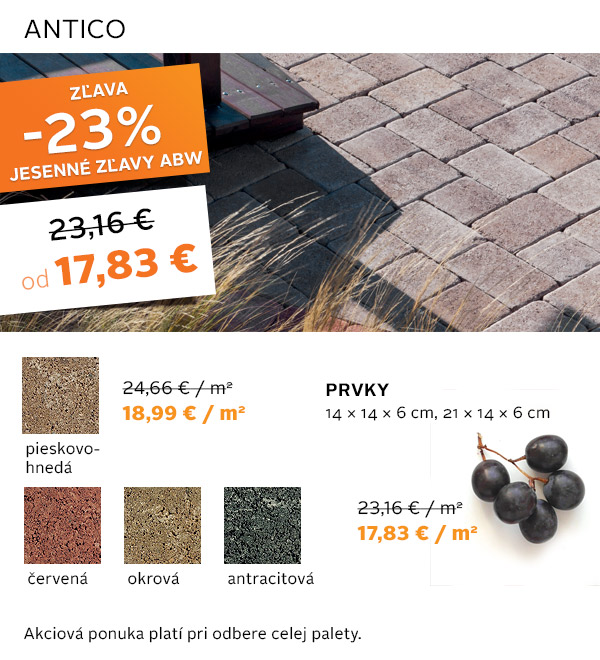 ANTICO
ZĽAVA
-23%
JESENNÉ ZĽAVY ABW
23,16 €
od 17,83 €
24,66 € / m²
18,99 € / m²
pieskovo-
hnedá
PRVKY
14 × 14 × 6 cm, 21 × 14 × 6 cm
23,16 € / m²
17,83 € / m²
červená
okrová
antracitová
Akciová ponuka platí pri odbere celej palety.